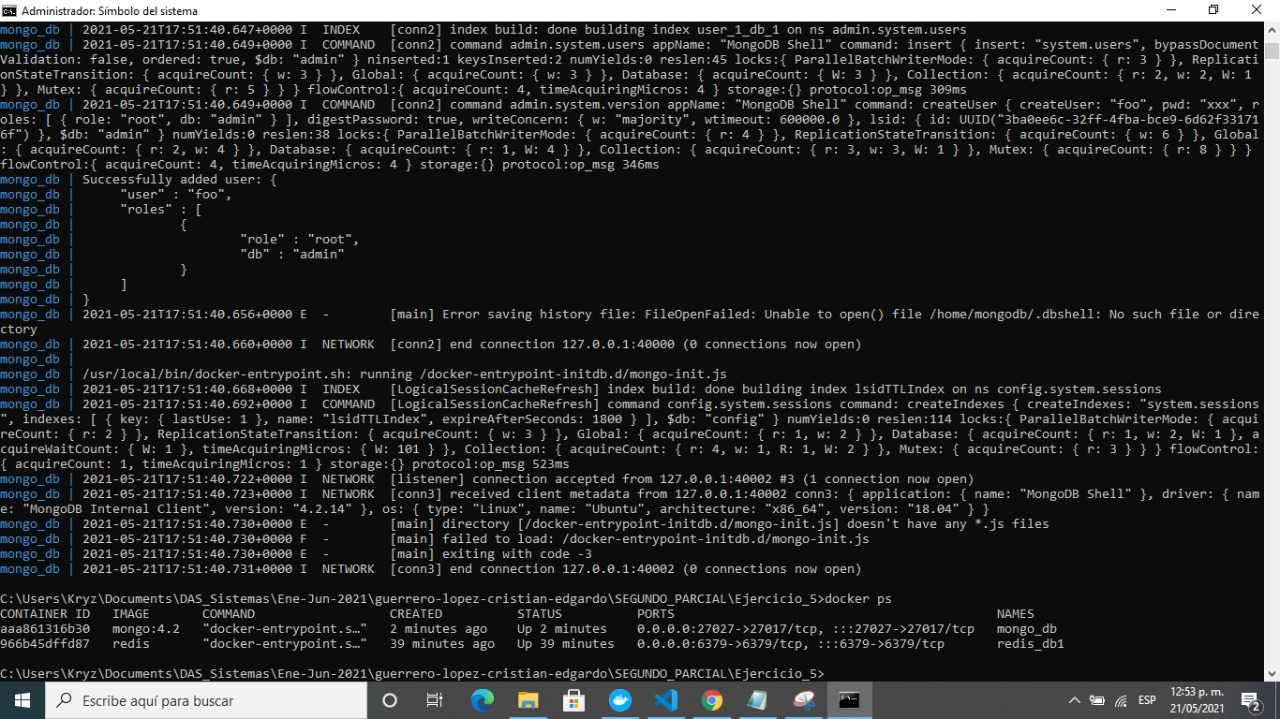 Administrador: Símbolo del sistema
mongo_db | 2021-05-21T17:51:40.647+0000 I  INDEX    [conn2] index build: done building index user_1_db_1 on ns admin.system.users
mongo_db | 2021-05-21T17:51:40.649+0000 I  COMMAND  [conn2] command admin.system.users appName: "MongoDB Shell" command: insert { insert: "system.users", bypassDocument
Validation: false, ordered: true, $db: "admin" } ninserted:1 keysInserted:2 numYields:0 reslen:45 locks:{ ParallelBatchWriterMode: { acquireCount: { r: 3 } }, Replicati
onStateTransition: { acquireCount: { w: 3 } }, Global: { acquireCount: { w: 3 } }, Database: { acquireCount: { W: 3 } }, Collection: { acquireCount: { r: 2, w: 2, W: 1
} }, Mutex: { acquireCount: { r: 5 } } } flowControl:{ acquireCount: 4, timeAcquiringMicros: 4 } storage:{} protocol:op_msg 309ms
mongo_db | 2021-05-21T17:51:40.649+0000 I  COMMAND  [conn2] command admin.system.version appName: "MongoDB Shell" command: createUser { createUser: "foo", pwd: "xxx", r
oles: [ { role: "root", db: "admin" } ], digestPassword: true, writeConcern: { w: "majority", wtimeout: 600000.0 }, lsid: { id: UUID("3ba0ee6c-32ff-4fba-bce9-6d62f33171
6f") }, $db: "admin" } numYields:0 reslen:38 locks:{ ParallelBatchWriterMode: { acquireCount: { r: 4 } }, ReplicationStateTransition: { acquireCount: { w: 6 } }, Global
: { acquireCount: { r: 2, w: 4 } }, Database: { acquireCount: { r: 1, W: 4 } }, Collection: { acquireCount: { r: 3, w: 3, W: 1 } }, Mutex: { acquireCount: { r: 8 } } }
flowControl:{ acquireCount: 4, timeAcquiringMicros: 4 } storage:{} protocol:op_msg 346ms
mongo_db | Successfully added user: {
mongo_db |      "user" : "foo",
mongo_db |      "roles" : [
mongo_db |              {
mongo_db |                      "role" : "root",
mongo_db |                      "db" : "admin"
mongo_db |              }
mongo_db |      ]
mongo_db | }
mongo_db | 2021-05-21T17:51:40.656+0000 E  -        [main] Error saving history file: FileOpenFailed: Unable to open() file /home/mongodb/.dbshell: No such file or dire
ctory
mongo_db | 2021-05-21T17:51:40.660+0000 I  NETWORK  [conn2] end connection 127.0.0.1:40000 (0 connections now open)
mongo_db |
mongo_db | /usr/local/bin/docker-entrypoint.sh: running /docker-entrypoint-initdb.d/mongo-init.js
mongo_db | 2021-05-21T17:51:40.668+0000 I  INDEX    [LogicalSessionCacheRefresh] index build: done building index lsidTTLIndex on ns config.system.sessions
mongo_db | 2021-05-21T17:51:40.692+0000 I  COMMAND  [LogicalSessionCacheRefresh] command config.system.sessions command: createIndexes { createIndexes: "system.sessions
", indexes: [ { key: { lastUse: 1 }, name: "lsidTTLIndex", expireAfterSeconds: 1800 } ], $db: "config" } numYields:0 reslen:114 locks:{ ParallelBatchWriterMode: { acqui
reCount: { r: 2 } }, ReplicationStateTransition: { acquireCount: { w: 3 } }, Global: { acquireCount: { r: 1, w: 2 } }, Database: { acquireCount: { r: 1, w: 2, W: 1 }, a
cquireWaitCount: { W: 1 }, timeAcquiringMicros: { W: 101 } }, Collection: { acquireCount: { r: 4, w: 1, R: 1, W: 2 } }, Mutex: { acquireCount: { r: 3 } } } flowControl:
{ acquireCount: 1, timeAcquiringMicros: 1 } storage:{} protocol:op_msg 523ms
mongo_db | 2021-05-21T17:51:40.722+0000 I  NETWORK  [listener] connection accepted from 127.0.0.1:40002 #3 (1 connection now open)
mongo_db | 2021-05-21T17:51:40.723+0000 I  NETWORK  [conn3] received client metadata from 127.0.0.1:40002 conn3: { application: { name: "MongoDB Shell" }, driver: { nam
e: "MongoDB Internal Client", version: "4.2.14" }, os: { type: "Linux", name: "Ubuntu", architecture: "x86_64", version: "18.04" } }
mongo_db | 2021-05-21T17:51:40.730+0000 E  -        [main] directory [/docker-entrypoint-initdb.d/mongo-init.js] doesn't have any *.js files
mongo_db | 2021-05-21T17:51:40.730+0000 F  -        [main] failed to load: /docker-entrypoint-initdb.d/mongo-init.js
mongo_db | 2021-05-21T17:51:40.730+0000 E  -        [main] exiting with code -3
mongo_db | 2021-05-21T17:51:40.731+0000 I  NETWORK  [conn3] end connection 127.0.0.1:40002 (0 connections now open)
C:\Users\Kryz\Documents\DAS_Sistemas\Ene-Jun-2021\guerrero-lopez-cristian-edgardo\SEGUNDO_PARCIAL\Ejercicio_5>docker ps
CONTAINER ID   IMAGE       COMMAND                  CREATED          STATUS          PORTS                                           NAMES
aaa861316b30   mongo:4.2   "docker-entrypoint.s…"   2 minutes ago    Up 2 minutes    0.0.0.0:27027->27017/tcp, :::27027->27017/tcp   mongo_db
966b45dffd87   redis       "docker-entrypoint.s…"   39 minutes ago   Up 39 minutes   0.0.0.0:6379->6379/tcp, :::6379->6379/tcp       redis_db1
C:\Users\Kryz\Documents\DAS_Sistemas\Ene-Jun-2021\guerrero-lopez-cristian-edgardo\SEGUNDO_PARCIAL\Ejercicio_5>
Escribe aquí para buscar
ESP
12:53 p. m.
21/05/2021
2